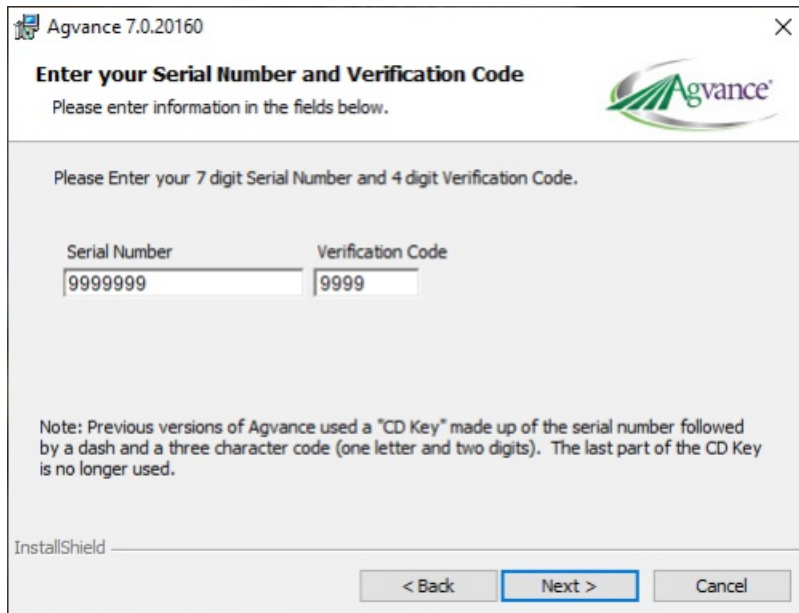 Agvance 7.0.20160
Enter your Serial Number and Verification Code
Please enter information in the fields below.
Agvance®
Please Enter your 7 digit Serial Number and 4 digit Verification Code.
Serial Number Verification Code
9999999 9999
Note: Previous versions of Agvance used a "CD Key" made up of the serial number followed
by a dash and a three character code (one letter and two digits). The last part of the CD Key
is no longer used.
InstallShield
< Back Next > Cancel